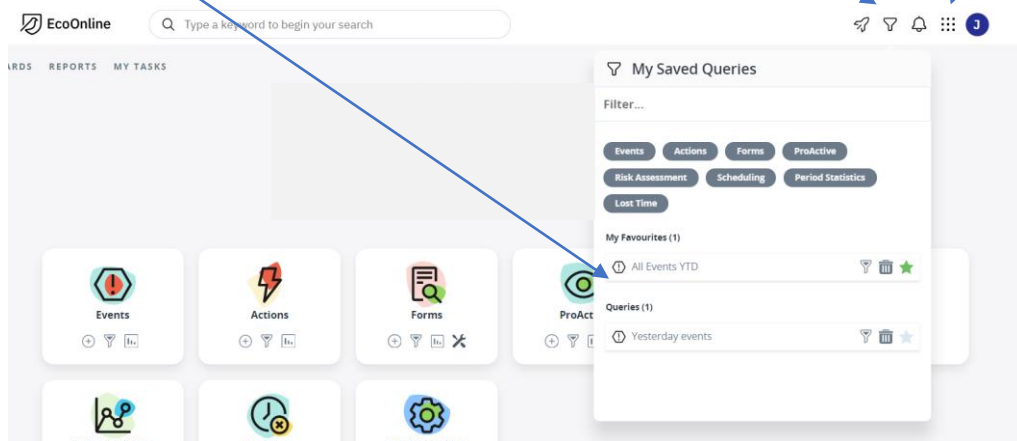 EcoOnline
Type a keyword to begin your search
J
ARDS REPORTS MY TASKS
My Saved Queries
Filter...
Events Actions Forms ProActive
Risk Assessment Scheduling Period Statistics
Lost Time
My Favourites (1)
All Events YTD
Queries (1)
Yesterday events
Events
Actions
Forms
ProAct